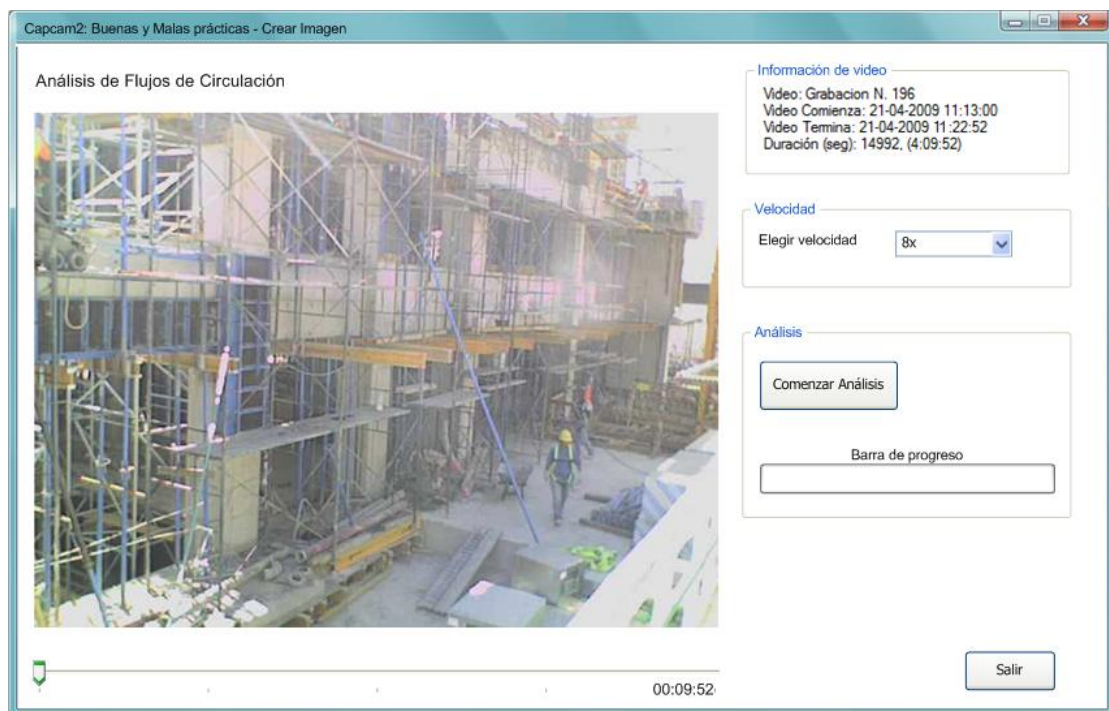 Capcam2: Buenas y Malas prácticas - Crear Imagen
Análisis de Flujos de Circulación
00:09:52
Información de video
Video: Grabacion N. 196
Video Comienza: 21-04-2009 11:13:00
Video Termina: 21-04-2009 11:22:52
Duración (seg): 14992, (4:09:52)
Velocidad
Elegir velocidad 8x
Análisis
Comenzar Análisis
Barra de progreso
Salir